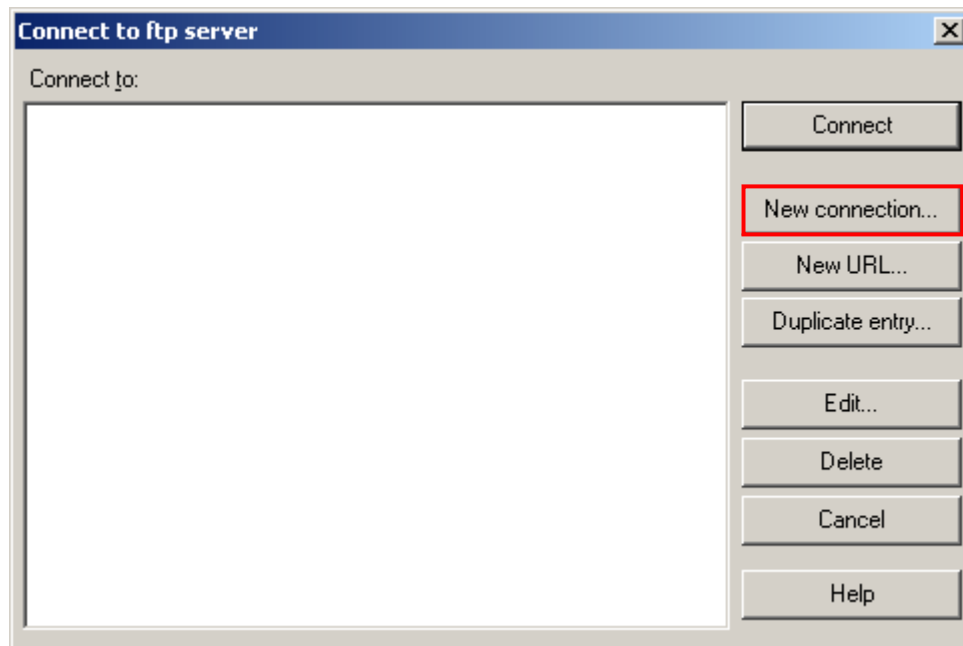 Connect to ftp server
Connect to:
Connect
New connection...
New URL...
Duplicate entry...
Edit...
Delete
Cancel
Help